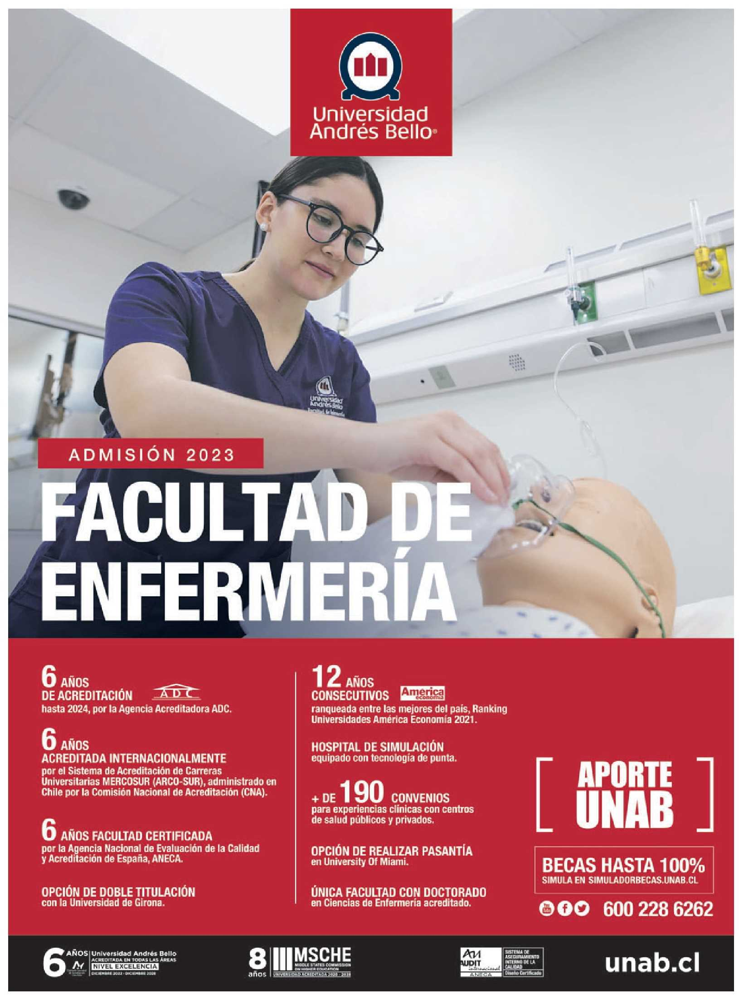 Universidad
Andrés Bello®
Universidad
Andrés Bello
ADMISIÓN 2023
FACULTAD DE
ENFERMERÍA
6 AÑOS
DE ACREDITACIÓN ADC
hasta 2024, por la Agencia Acreditadora ADC.
6 AÑOS
ACREDITADA INTERNACIONALMENTE
por el Sistema de Acreditación de Carreras
Universitarias MERCOSUR (ARCO-SUR), administrado en
Chile por la Comisión Nacional de Acreditación (CNA).
6 AÑOS FACULTAD CERTIFICADA
por la Agencia Nacional de Evaluación de la Calidad
y Acreditación de España, ANECA.
OPCIÓN DE DOBLE TITULACIÓN
con la Universidad de Girona.
12 AÑOS
CONSECUTIVOS América economía
ranqueada entre las mejores del país, Ranking
Universidades América Economía 2021.
HOSPITAL DE SIMULACIÓN
equipado con tecnología de punta.
+ DE 190 CONVENIOS
para experiencias clínicas con centros
de salud públicos y privados.
OPCIÓN DE REALIZAR PASANTÍA
en University Of Miami.
ÚNICA FACULTAD CON DOCTORADO
en Ciencias de Enfermería acreditado.
APORTE
UNAB
BECAS HASTA 100%
SIMULA EN SIMULADORBECAS.UNAB.CL
You Tube f 600 228 6262
6 AÑOS
Universidad Andrés Bello
ACREDITADA EN TODAS LAS ÁREAS
NIVEL EXCELENCIA
DICIEMBRE 2022 - DICIEMBRE 2028
8 años
MSCHE
MIDDLE STATES COMMISSION
ON HIGHER EDUCATION
UNIVERSIDAD ACREDITADA 2020 - 2028
AUDIT
internacional
ANECA
SISTEMA DE
ASEGURAMIENTO
INTERNO DE LA
CALIDAD
Diseño Certificado
unab.cl